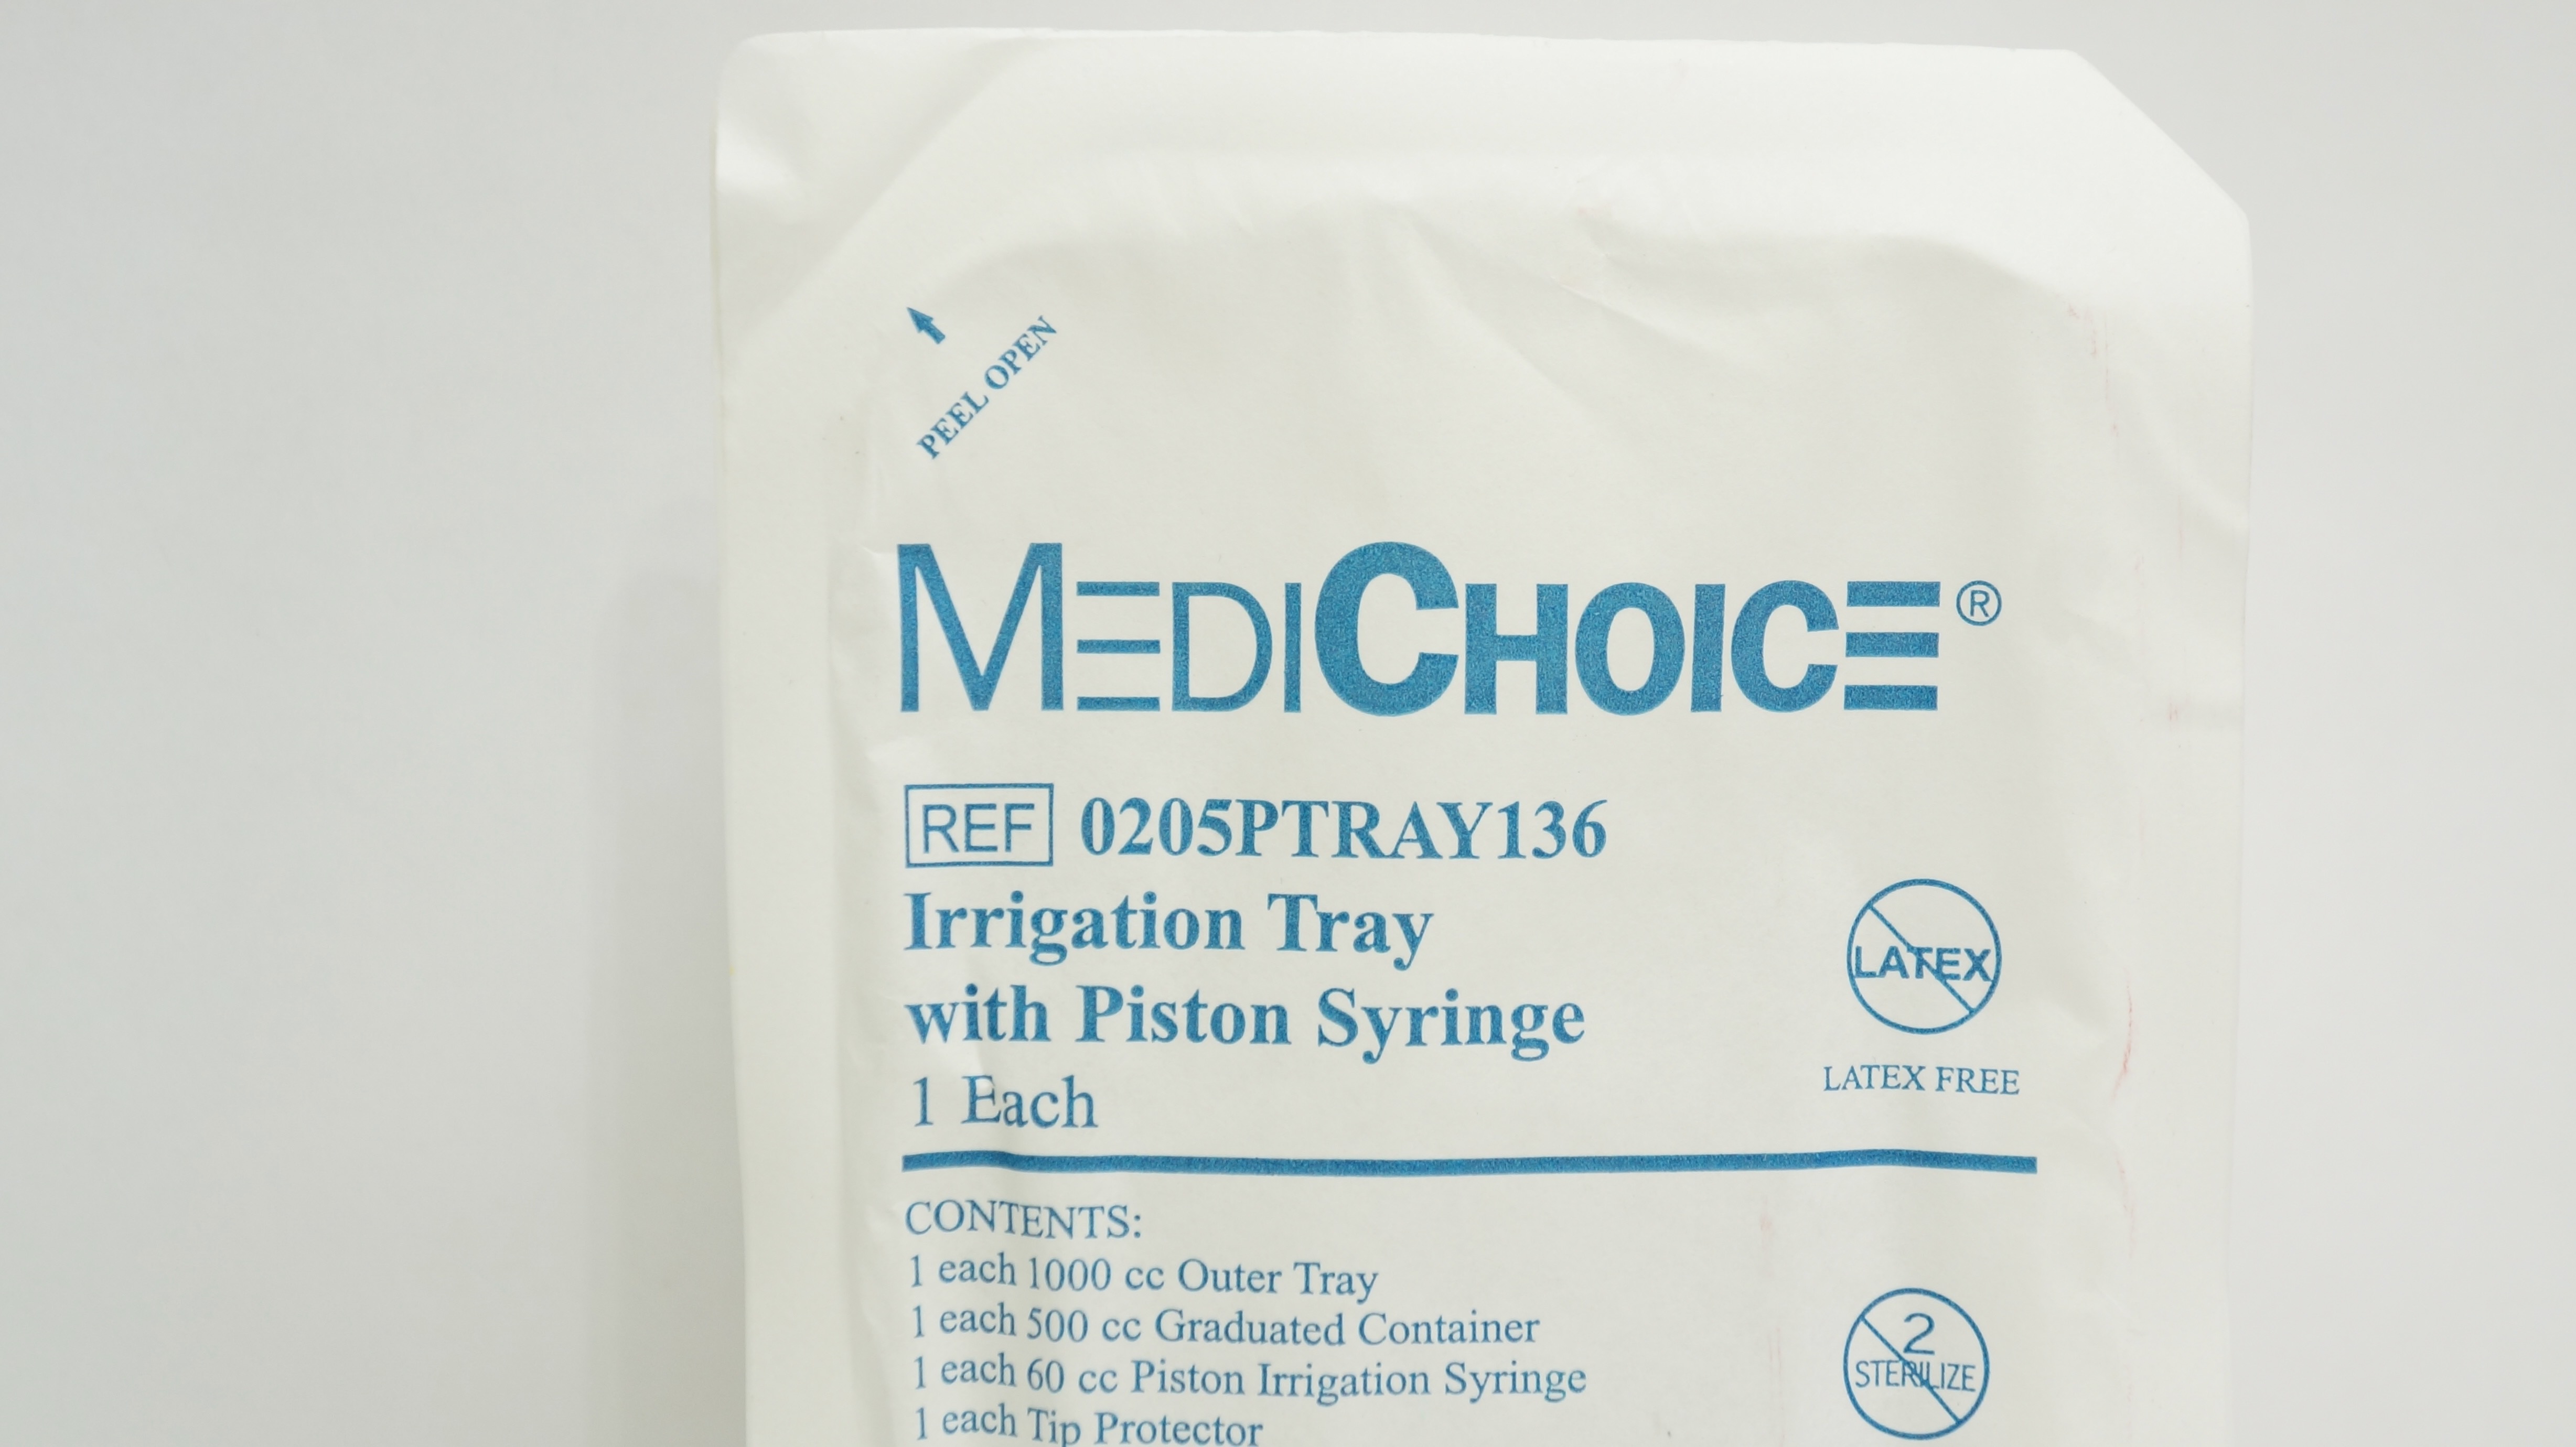 PEEL OPEN
MEDICHOICE®
REF 0205PTRAY136
Irrigation Tray
with Piston Syringe
1 Each
LATEX
LATEX FREE
CONTENTS:
1 each 1000 cc Outer Tray
1 each 500 cc Graduated Container
1 each 60 cc Piston Irrigation Syringe
1 each Tip Protector
2
STERILIZE